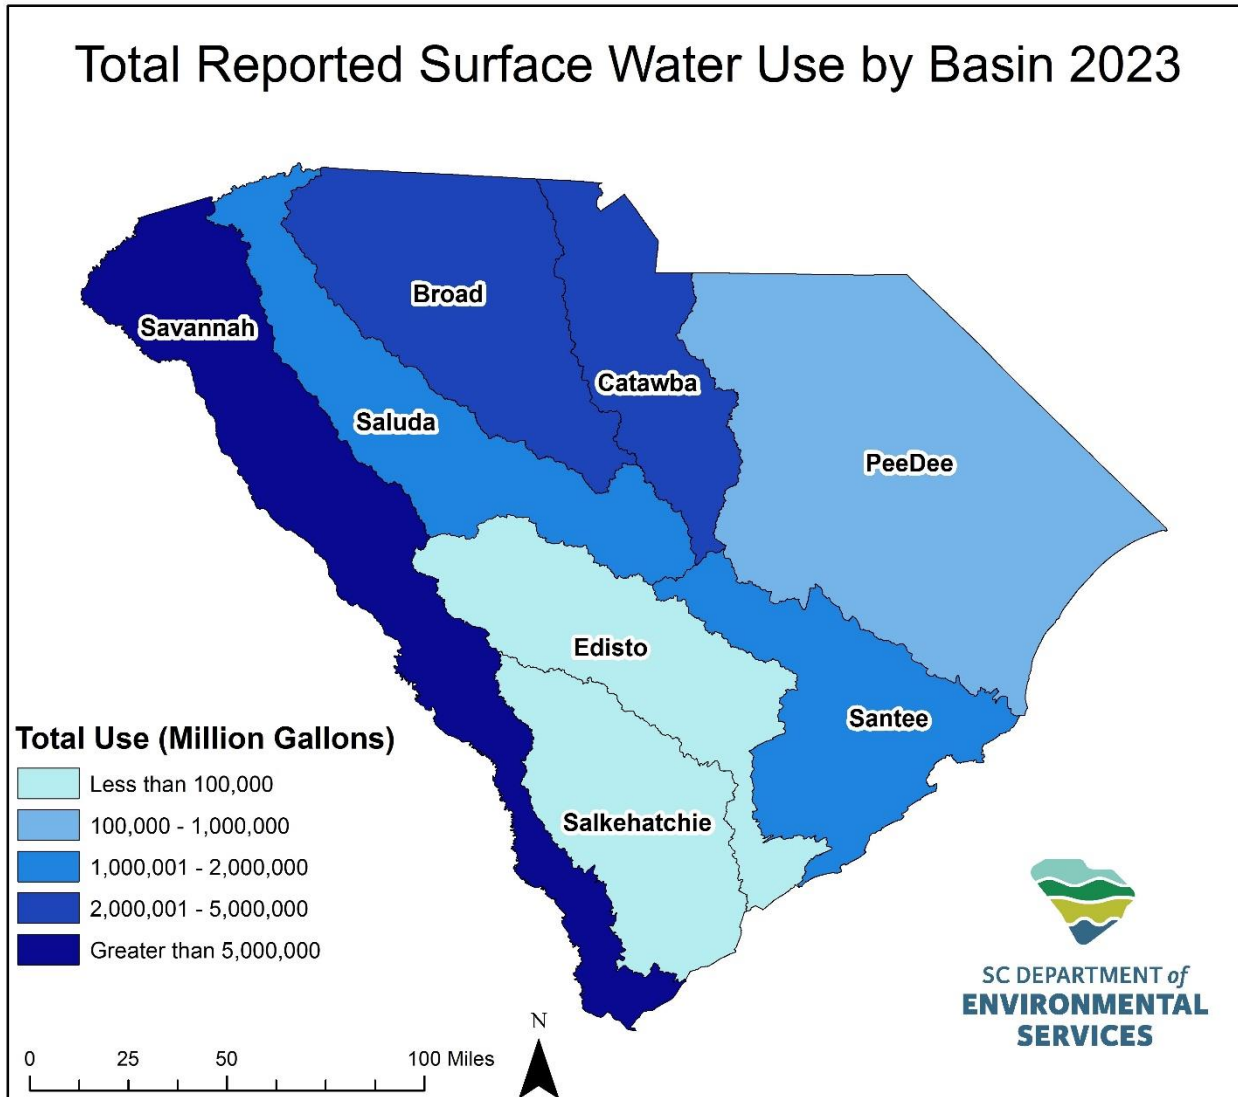 Total Reported Surface Water Use by Basin 2023
Broad
Savannah
Catawba
Saluda
PeeDee
Edisto
Santee
Salkehatchie
Total Use (Million Gallons)
Less than 100,000
100,000 - 1,000,000
1,000,001 - 2,000,000
2,000,001 - 5,000,000
Greater than 5,000,000
SC DEPARTMENT of
ENVIRONMENTAL
SERVICES
N
0 25 50 100 Miles